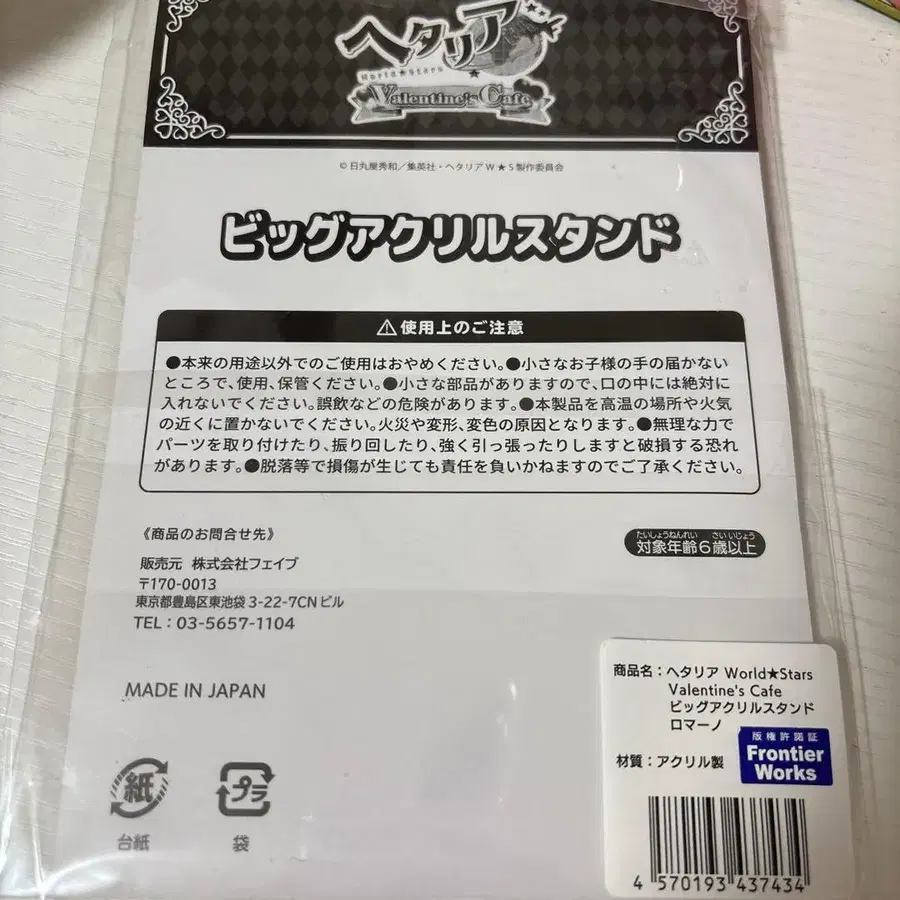 ヘタリア
World★Stars
Valentine's Cafe
©日丸屋秀和／集英社・ヘタリアW★S製作委員会
ビッグアクリルスタンド
⚠使用上のご注意
●本来の用途以外でのご使用はおやめください。●小さなお子様の手の届かない
ところで、使用、保管ください。●小さな部品がありますので、口の中には絶対に
入れないでください。誤飲などの危険があります。●本製品を高温の場所や火気
の近くに置かないでください。火災や変形、変色の原因となります。●無理な力で
パーツを取り付けたり、振り回したり、強く引っ張ったりしますと破損する恐れ
があります。●脱落等で損傷が生じても責任を負いかねますのでご了承ください。
《商品のお問合せ先》
たいしょうねんれい さいいじょう
対象年齢6歳以上
販売元 株式会社フェイブ
〒170-0013
東京都豊島区東池袋3-22-7CNビル
TEL：03-5657-1104
MADE IN JAPAN
紙
台紙
プラ
袋
商品名：ヘタリア World★Stars
Valentine's Cafe
ビッグアクリルスタンド
ロマーノ
材質：アクリル製
版権許諾証
Frontier
Works
4 570193 437434